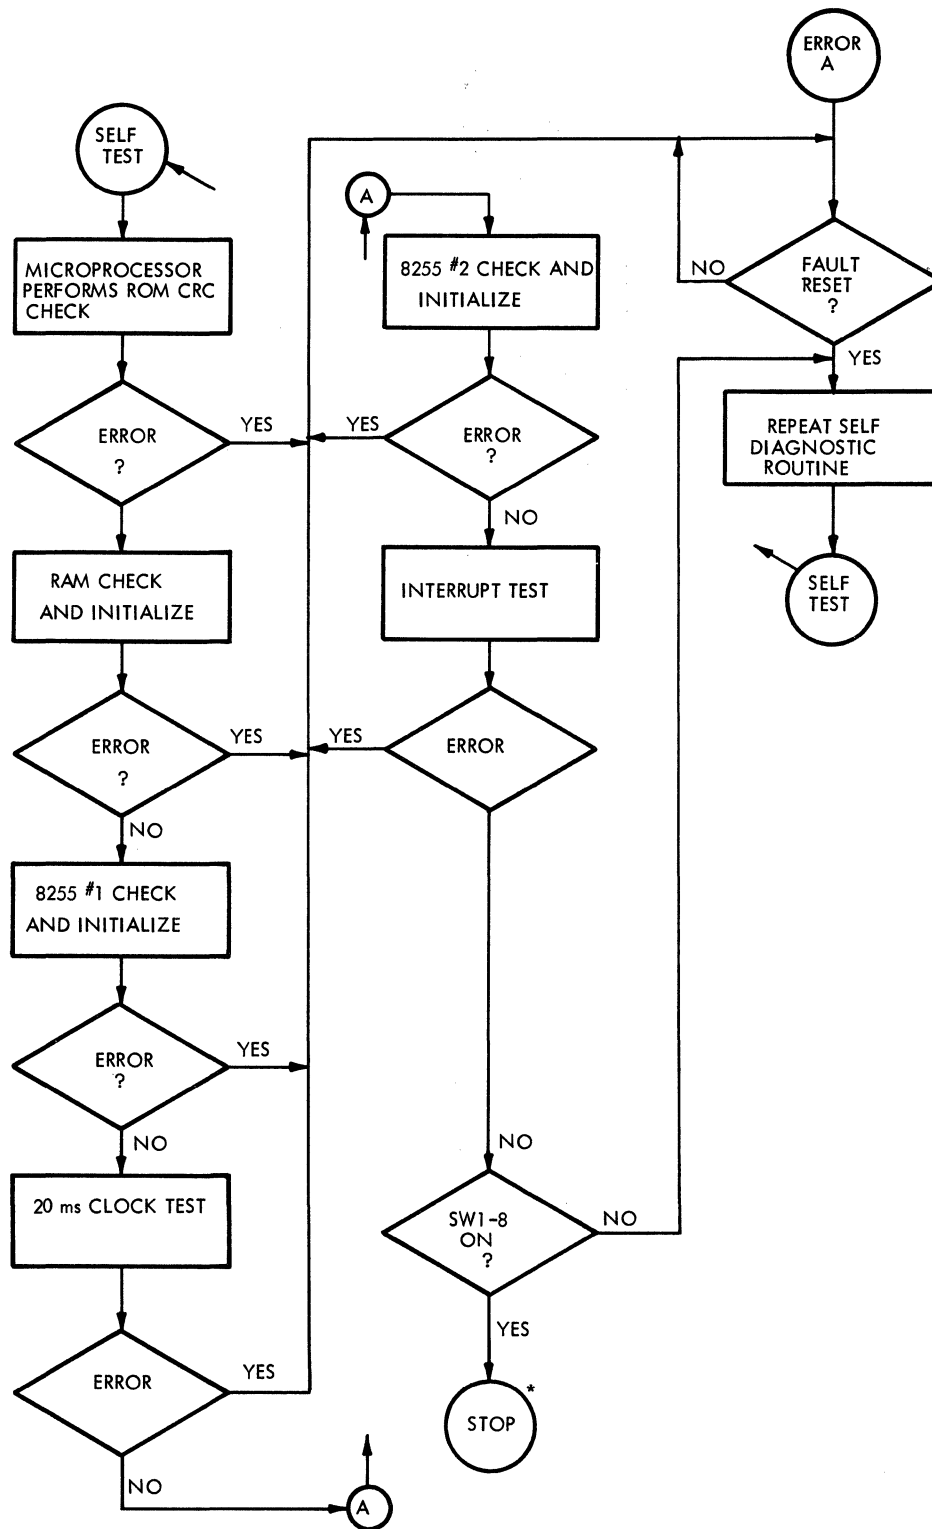 SELF
TEST
MICROPROCESSOR
PERFORMS ROM CRC
CHECK
ERROR
?
YES
RAM CHECK
AND INITIALIZE
ERROR
?
YES
NO
8255 #1 CHECK
AND INITIALIZE
ERROR
?
YES
NO
20 ms CLOCK TEST
ERROR
YES
NO
A
A
8255 #2 CHECK AND
INITIALIZE
YES
ERROR
?
NO
INTERRUPT TEST
YES
ERROR
NO
SW1-8
ON
?
NO
YES
*
STOP
ERROR
A
NO
FAULT
RESET
?
YES
REPEAT SELF
DIAGNOSTIC
ROUTINE
SELF
TEST